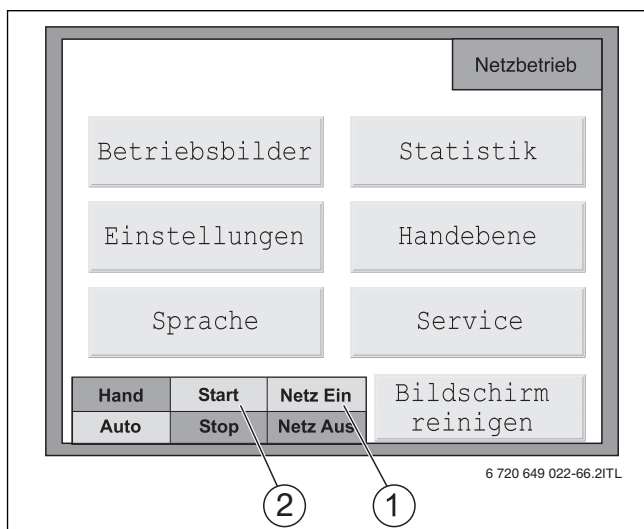 Netzbetrieb
Betriebsbilder
Statistik
Einstellungen
Handebene
Sprache
Service
Hand
Start
Netz Ein
Auto
Stop
Netz Aus
Bildschirm
reinigen
6 720 649 022-66.2ITL
2
1